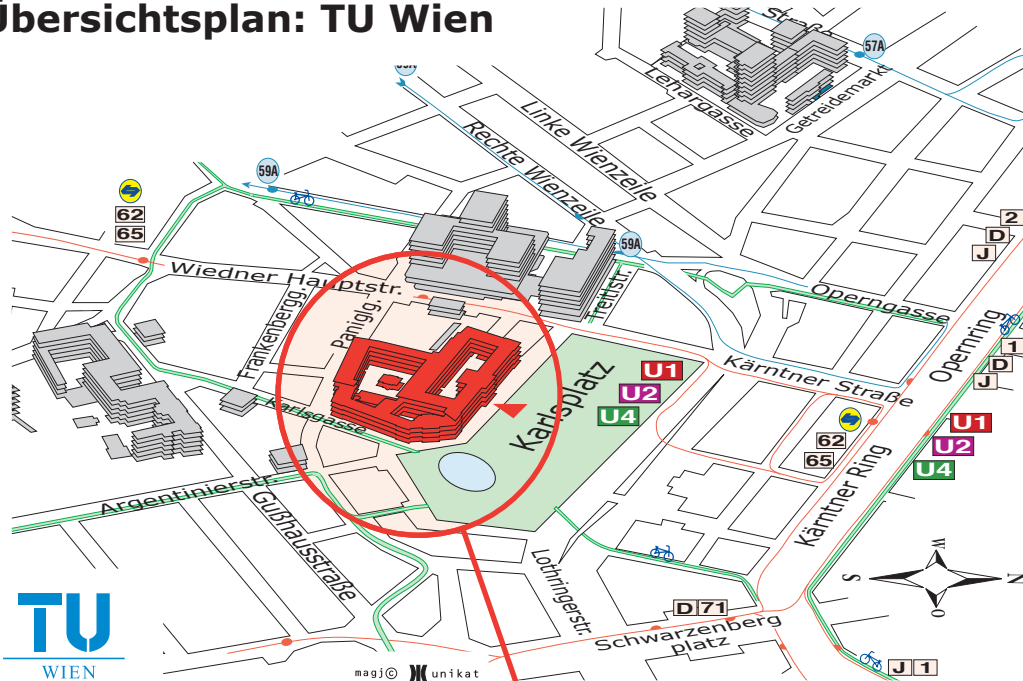 Übersichtsplan: TU Wien
Straße
57A
Lehargasse
Getreidemarkt
Linke Wienzeile
Rechte Wienzeile
59A
59A
62
65
2
D
J
Wiedner Hauptstr.
Treitlstr.
Operngasse
Frankenbergg.
Paniglg.
Opernring
1
D
J
Karlsplatz
U1
U2
U4
Kärntner Straße
Karlsgasse
62
65
U1
U2
U4
Argentinierstr.
Gußhausstraße
Kärntner Ring
Lothringerstr.
W
S
N
O
D 71
Schwarzenberg
platz
J 1
TU
WIEN
magj© unikat